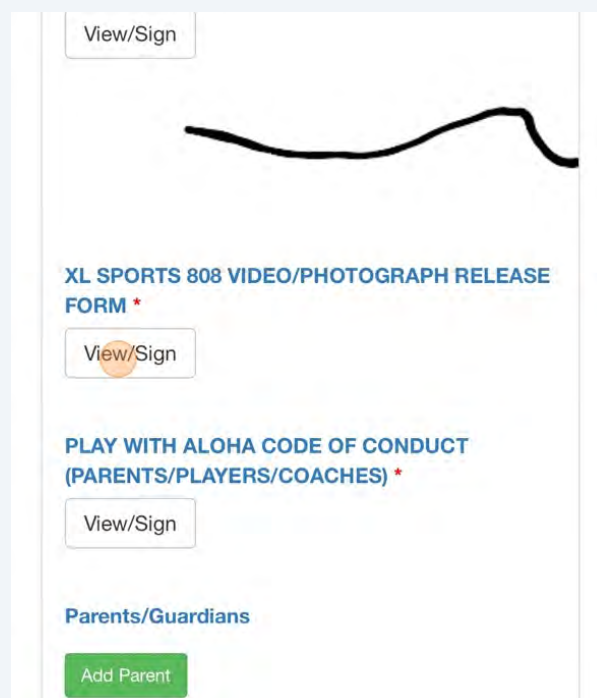 View/Sign
XL SPORTS 808 VIDEO/PHOTOGRAPH RELEASE
FORM *
View/Sign
PLAY WITH ALOHA CODE OF CONDUCT
(PARENTS/PLAYERS/COACHES) *
View/Sign
Parents/Guardians
Add Parent